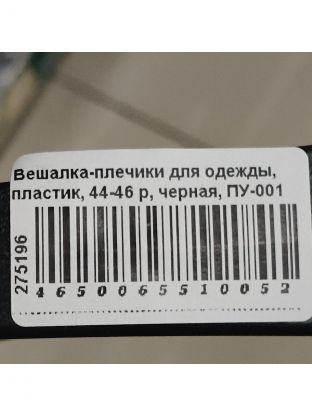 Вешалка-плечики для одежды,
пластик, 44-46 р, черная, ПУ-001
275196
4650065510052